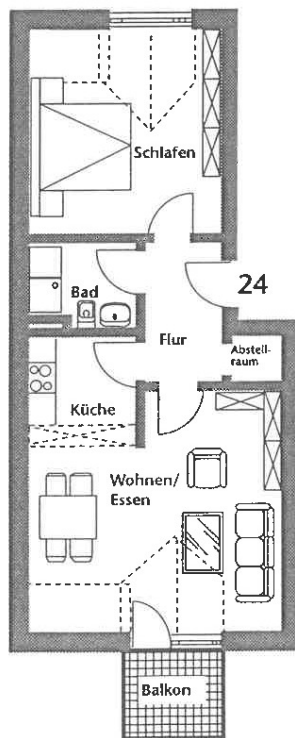 Schlafen
24
Bad
Flur
Abstell-
raum
Küche
Wohnen/
Essen
Balkon